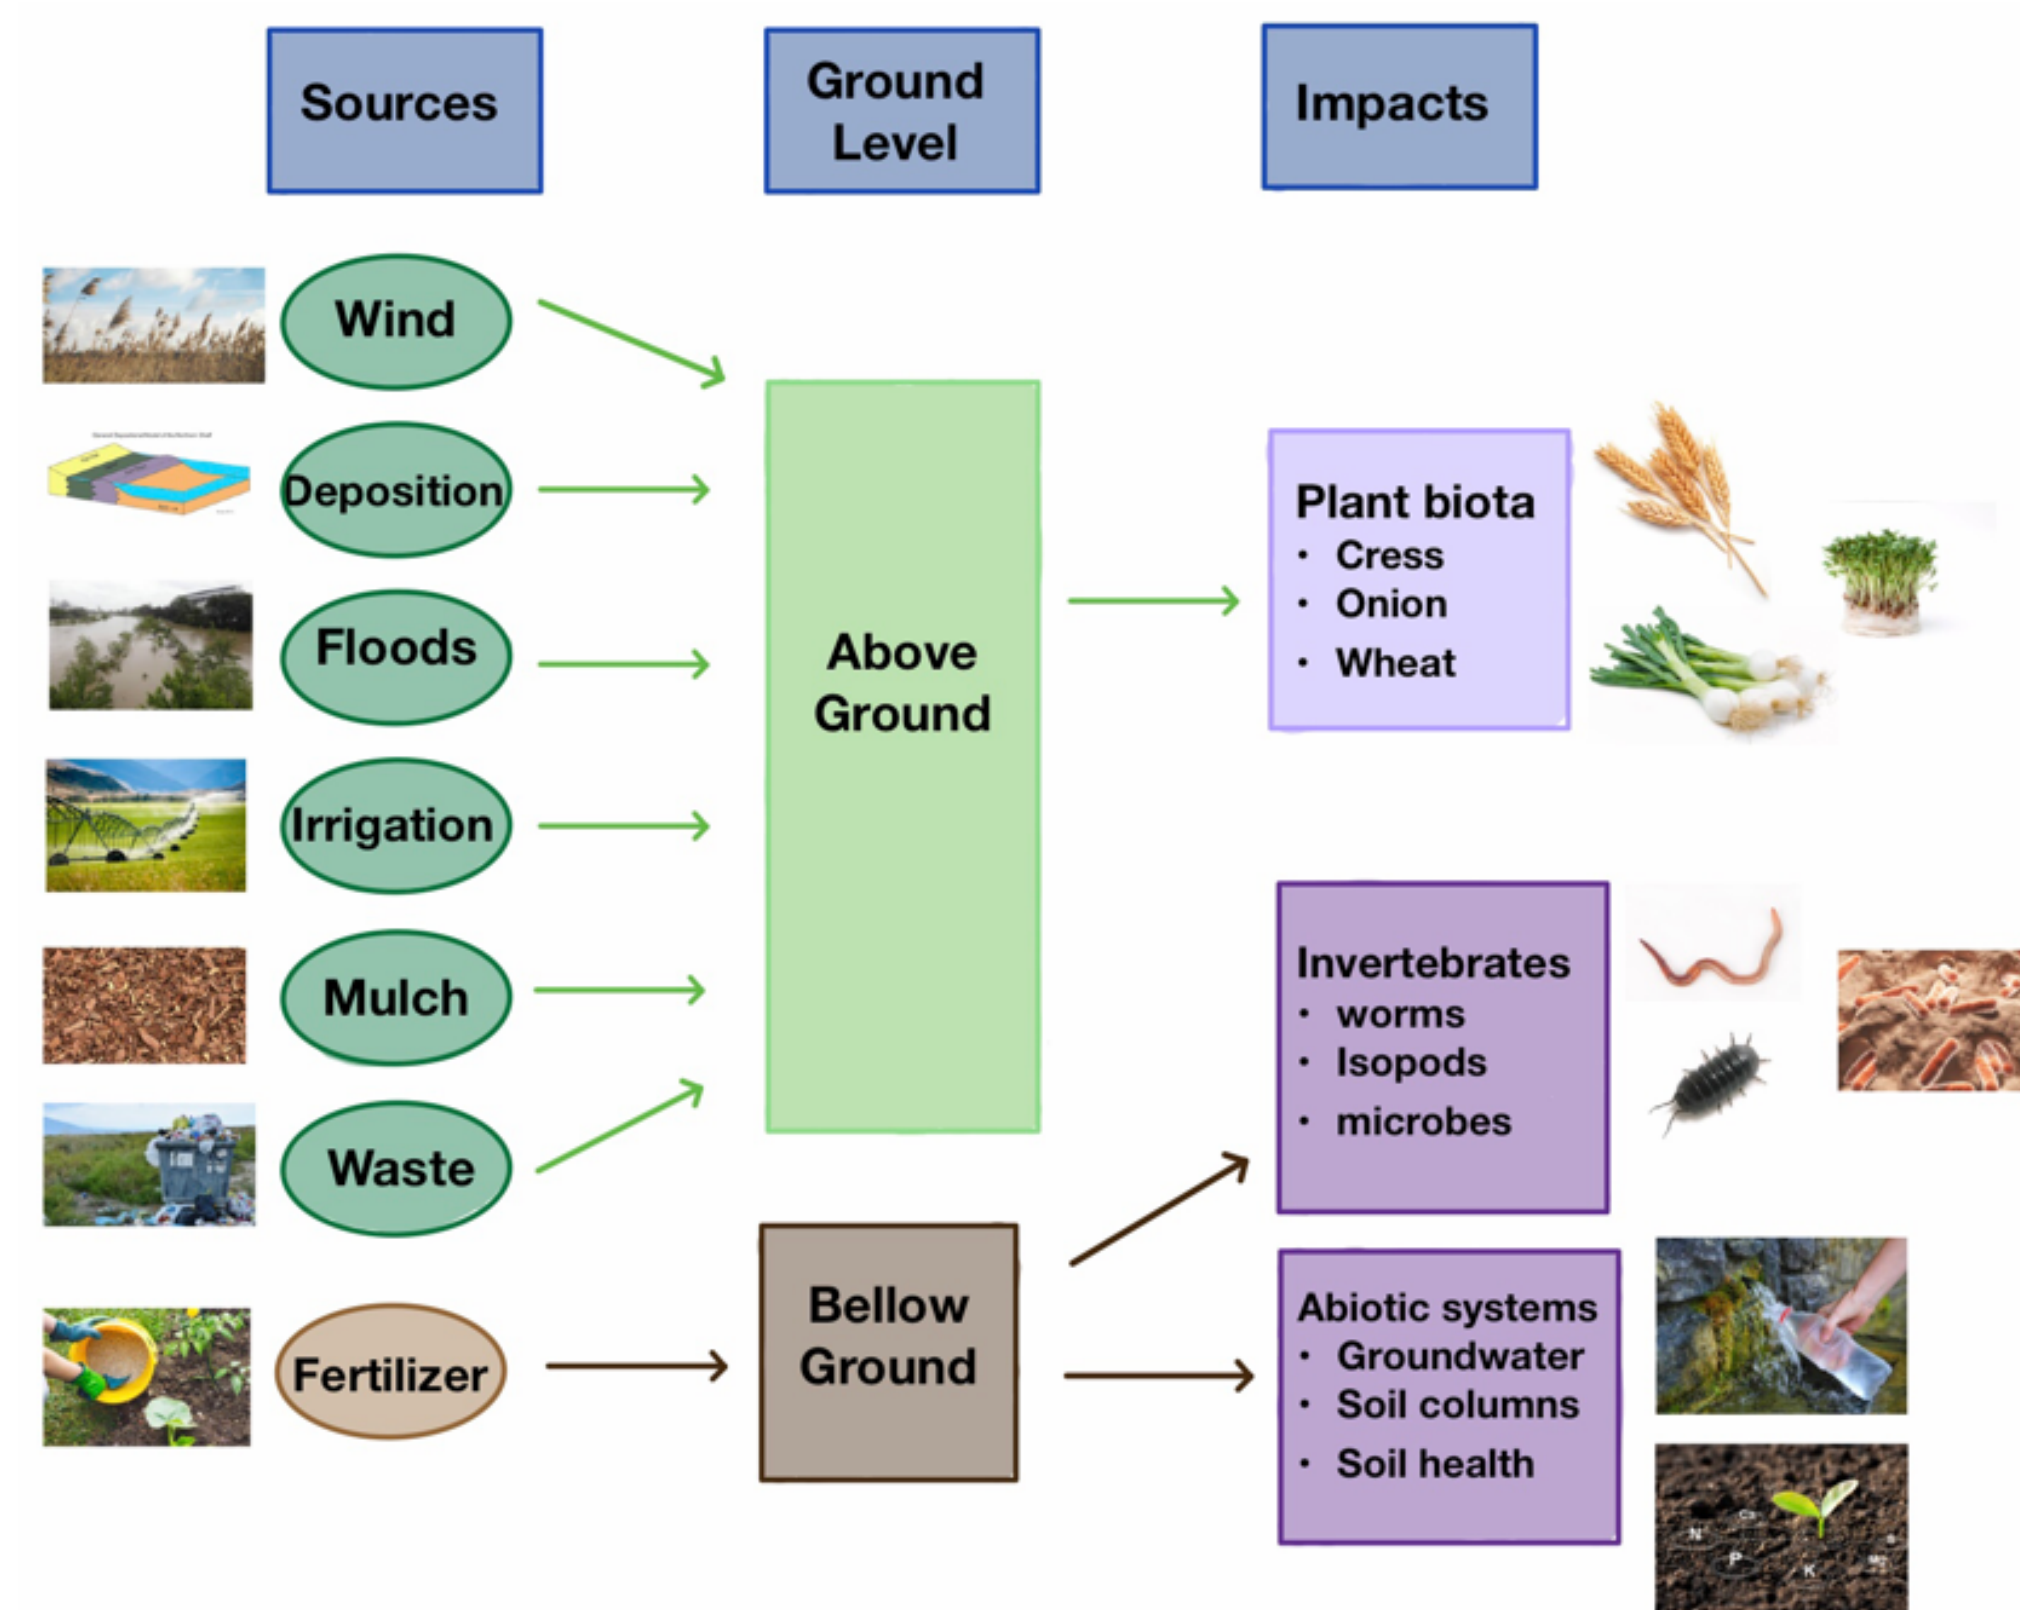 Sources
Ground
Level
Impacts
Wind
Deposition
Floods
Irrigation
Mulch
Waste
Fertilizer
Above
Ground
Bellow
Ground
Plant biota
• Cress
• Onion
• Wheat
Invertebrates
• worms
• Isopods
• microbes
Abiotic systems
• Groundwater
• Soil columns
• Soil health
N
P
K